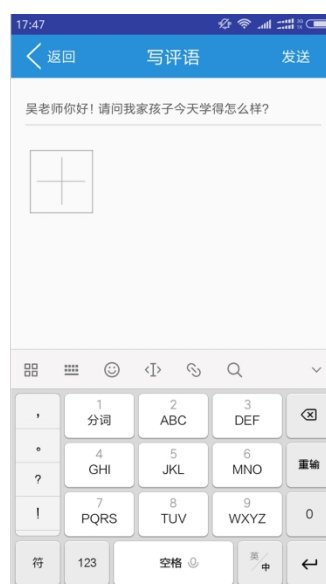 17:47
返回
写评语
发送
吴老师你好！请问我家孩子今天学得怎么样?
,
1
分词
2
ABC
3
DEF
。
4
GHI
5
JKL
6
MNO
重输
?
!
7
PQRS
8
TUV
9
WXYZ
0
符
123
空格
英/中